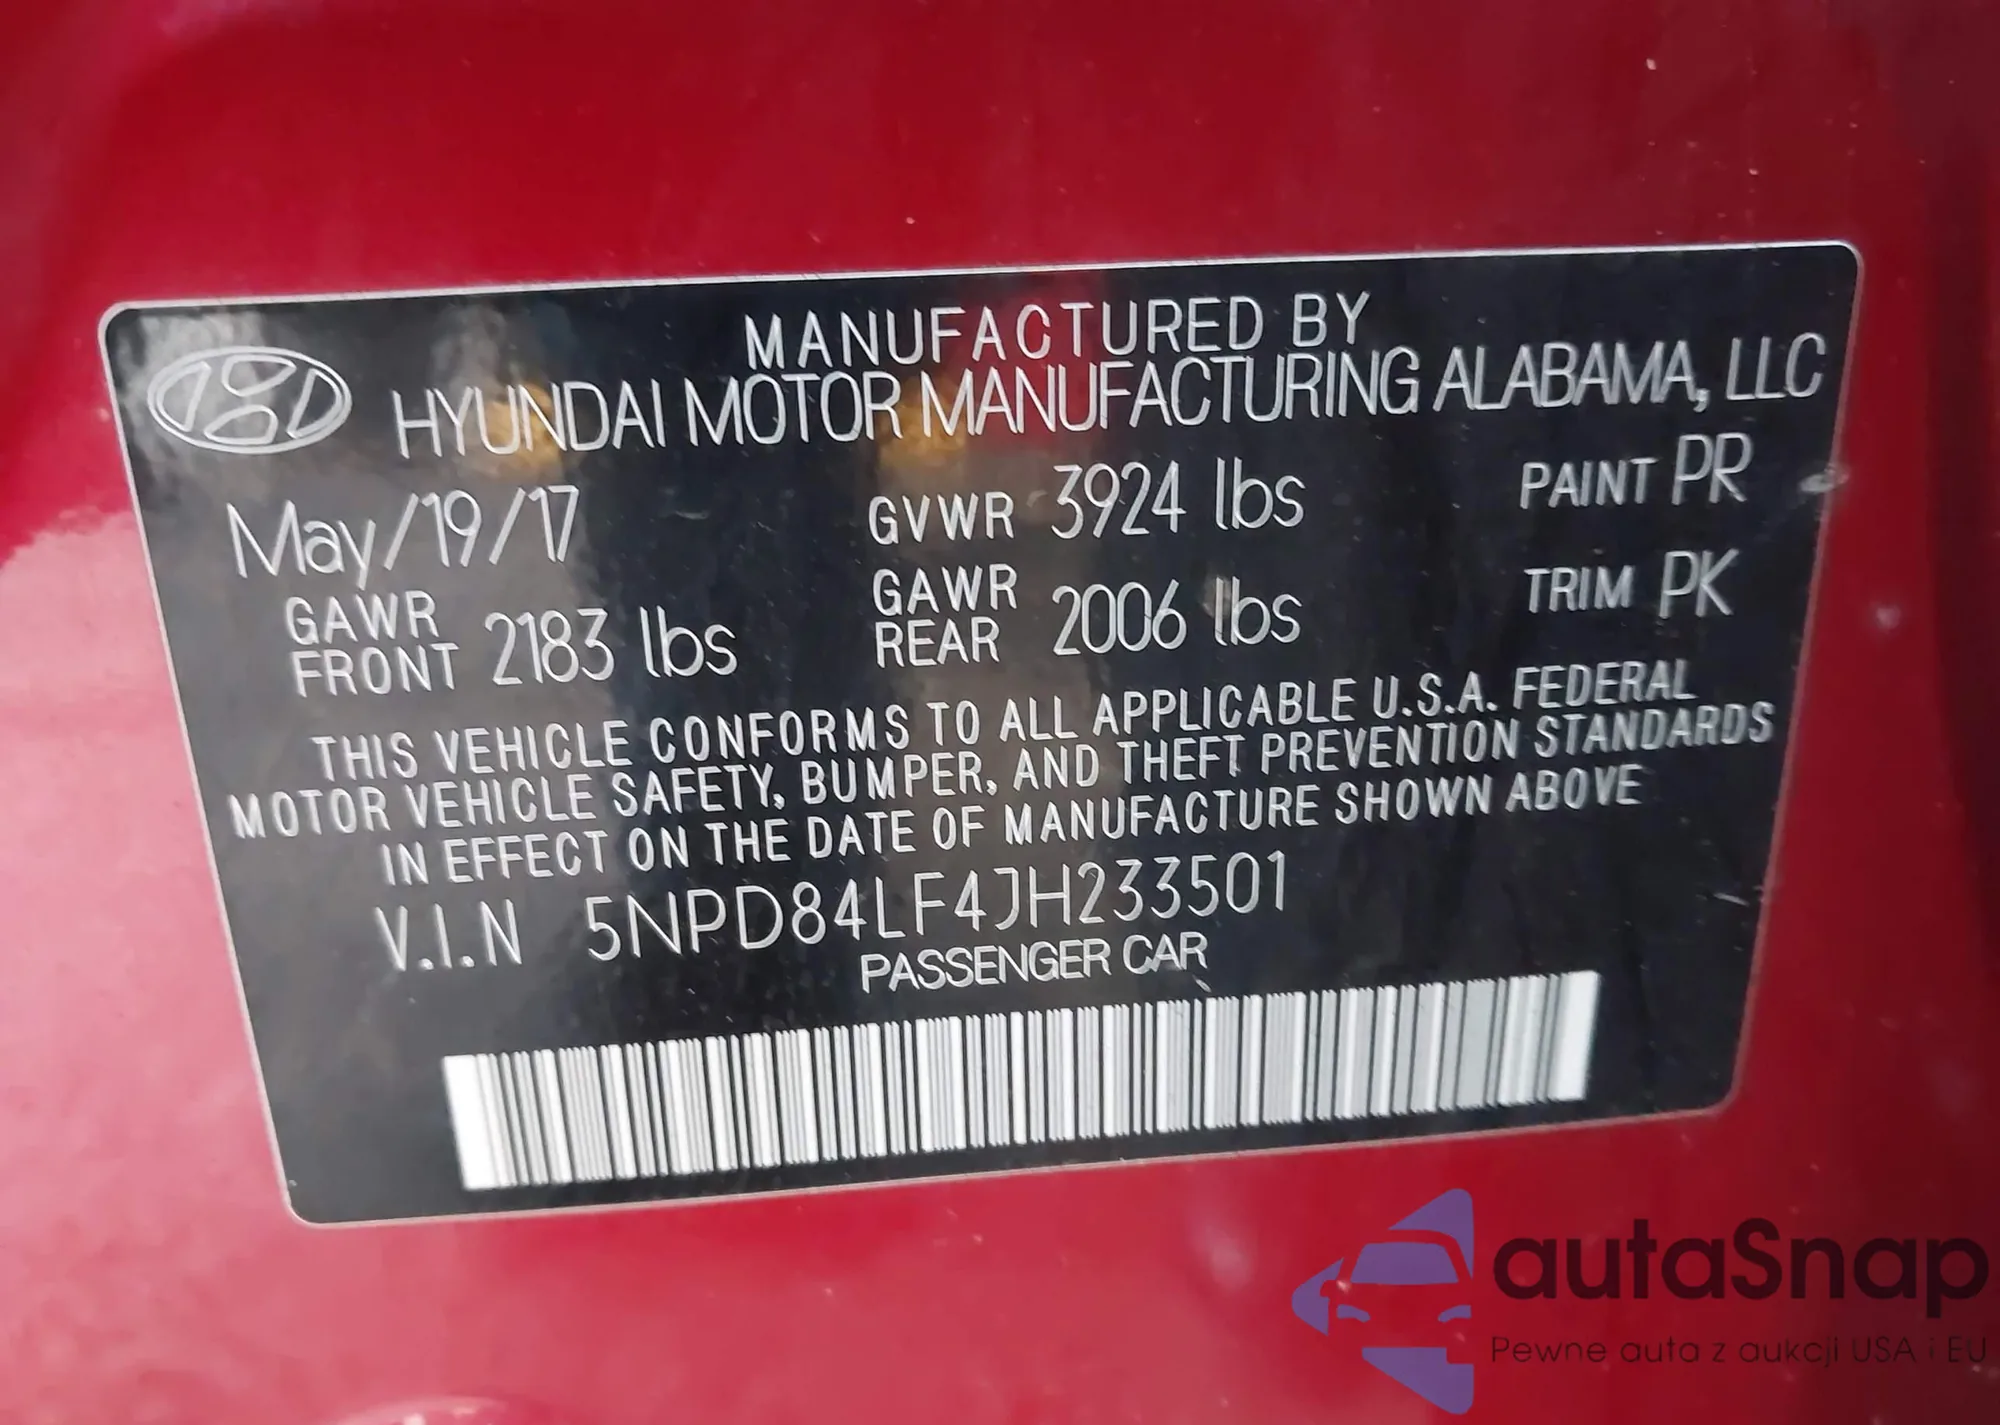 MANUFACTURED BY
HYUNDAI MOTOR MANUFACTURING ALABAMA, LLC
May/19/17 GVWR 3924 lbs PAINT PR
GAWR FRONT 2183 lbs GAWR REAR 2006 lbs TRIM PK
THIS VEHICLE CONFORMS TO ALL APPLICABLE U.S.A. FEDERAL
MOTOR VEHICLE SAFETY, BUMPER, AND THEFT PREVENTION STANDARDS
IN EFFECT ON THE DATE OF MANUFACTURE SHOWN ABOVE
V.I.N 5NPD84LF4JH233501
PASSENGER CAR
autaSnap
Pewne auta z aukcji USA i EU